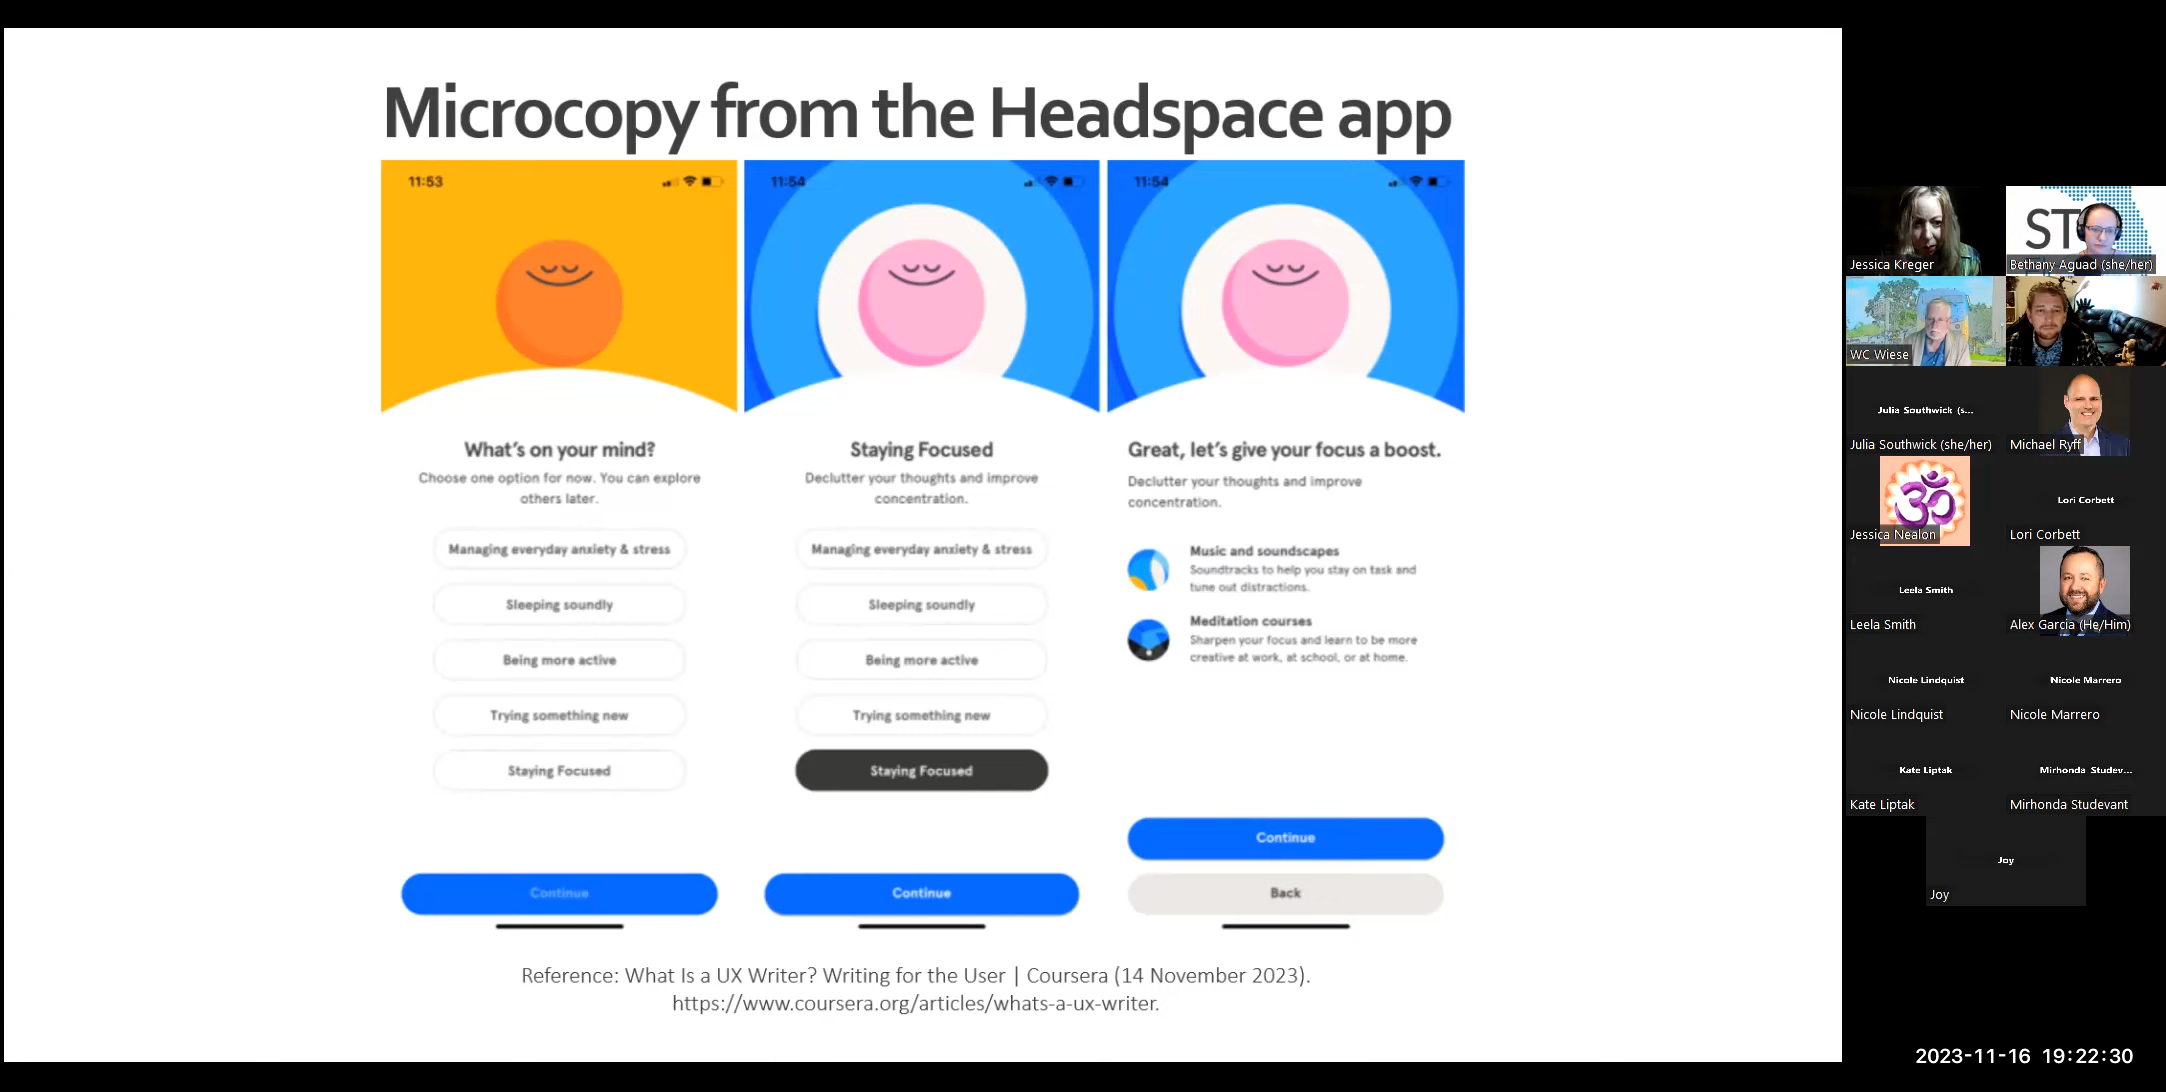 Microcopy from the Headspace app
11:53
What's on your mind?
Choose one option for now. You can explore
others later.
Managing everyday anxiety & stress
Sleeping soundly
Being more active
Trying something new
Staying Focused
Continue
11:54
Staying Focused
Declutter your thoughts and improve
concentration.
Managing everyday anxiety & stress
Sleeping soundly
Being more active
Trying something new
Staying Focused
Continue
11:54
Great, let's give your focus a boost.
Declutter your thoughts and improve
concentration.
Music and soundscapes
Soundtracks to help you stay on task and
tune out distractions.
Meditation courses
Sharpen your focus and learn to be more
creative at work, at school, or at home.
Continue
Back
Reference: What Is a UX Writer? Writing for the User | Coursera (14 November 2023).
https://www.coursera.org/articles/whats-a-ux-writer.
Jessica Kreger
ST
Bethany Aguad (she/her)
WC Wiese
Julia Southwick (s...
Julia Southwick (she/her)
Michael Ryff
ॐ
Jessica Nealon
Lori Corbett
Lori Corbett
Leela Smith
Leela Smith
Alex Garcia (He/Him)
Nicole Lindquist
Nicole Lindquist
Nicole Marrero
Nicole Marrero
Kate Liptak
Kate Liptak
Mirhonda Studev...
Mirhonda Studevant
Joy
Joy
2023-11-16 19:22:30